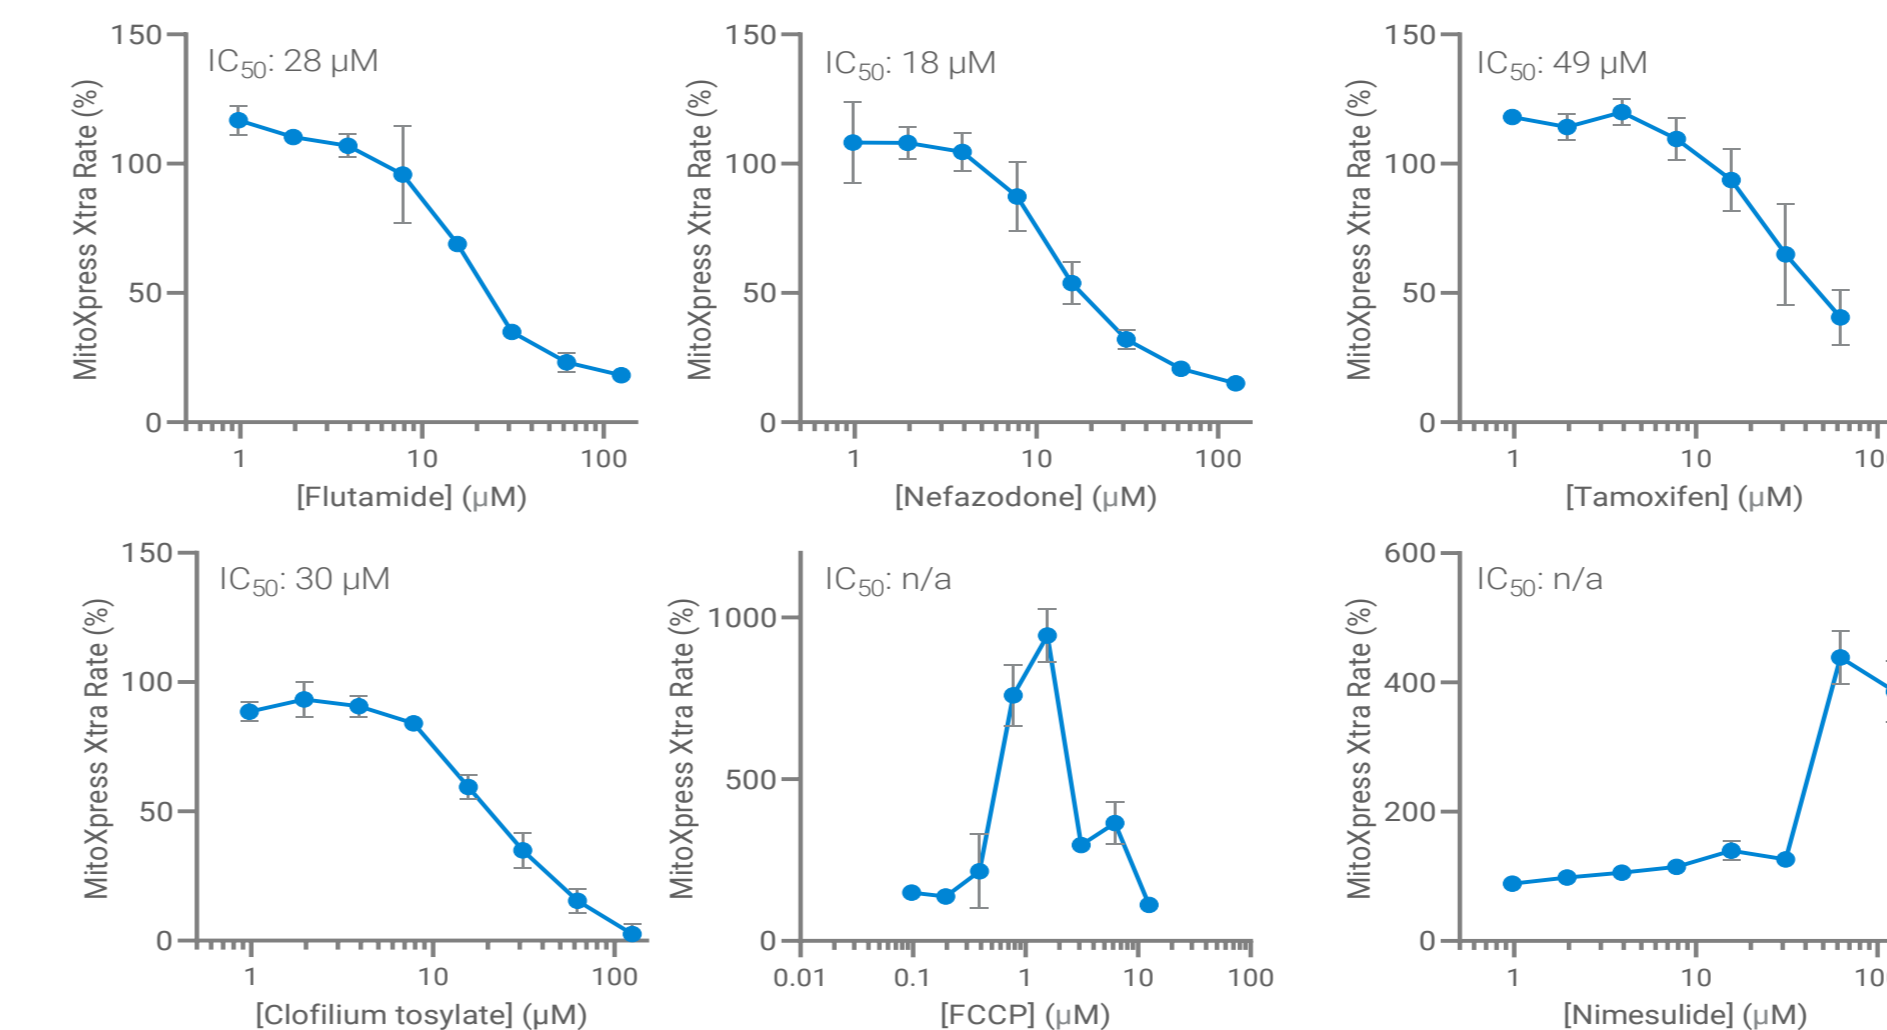 IC50: 28 µM
MitoXpress Xtra Rate (%)
150
100
50
0
1 10 100
[Flutamide] (µM)
IC50: 18 µM
MitoXpress Xtra Rate (%)
150
100
50
0
1 10 100
[Nefazodone] (µM)
IC50: 49 µM
MitoXpress Xtra Rate (%)
150
100
50
0
1 10 10
[Tamoxifen] (µM)
IC50: 30 µM
MitoXpress Xtra Rate (%)
150
100
50
0
1 10 100
[Clofilium tosylate] (µM)
IC50: n/a
MitoXpress Xtra Rate (%)
1000
500
0
0.01 0.1 1 10 100
[FCCP] (µM)
IC50: n/a
MitoXpress Xtra Rate (%)
600
400
200
0
1 10 10
[Nimesulide] (µM)